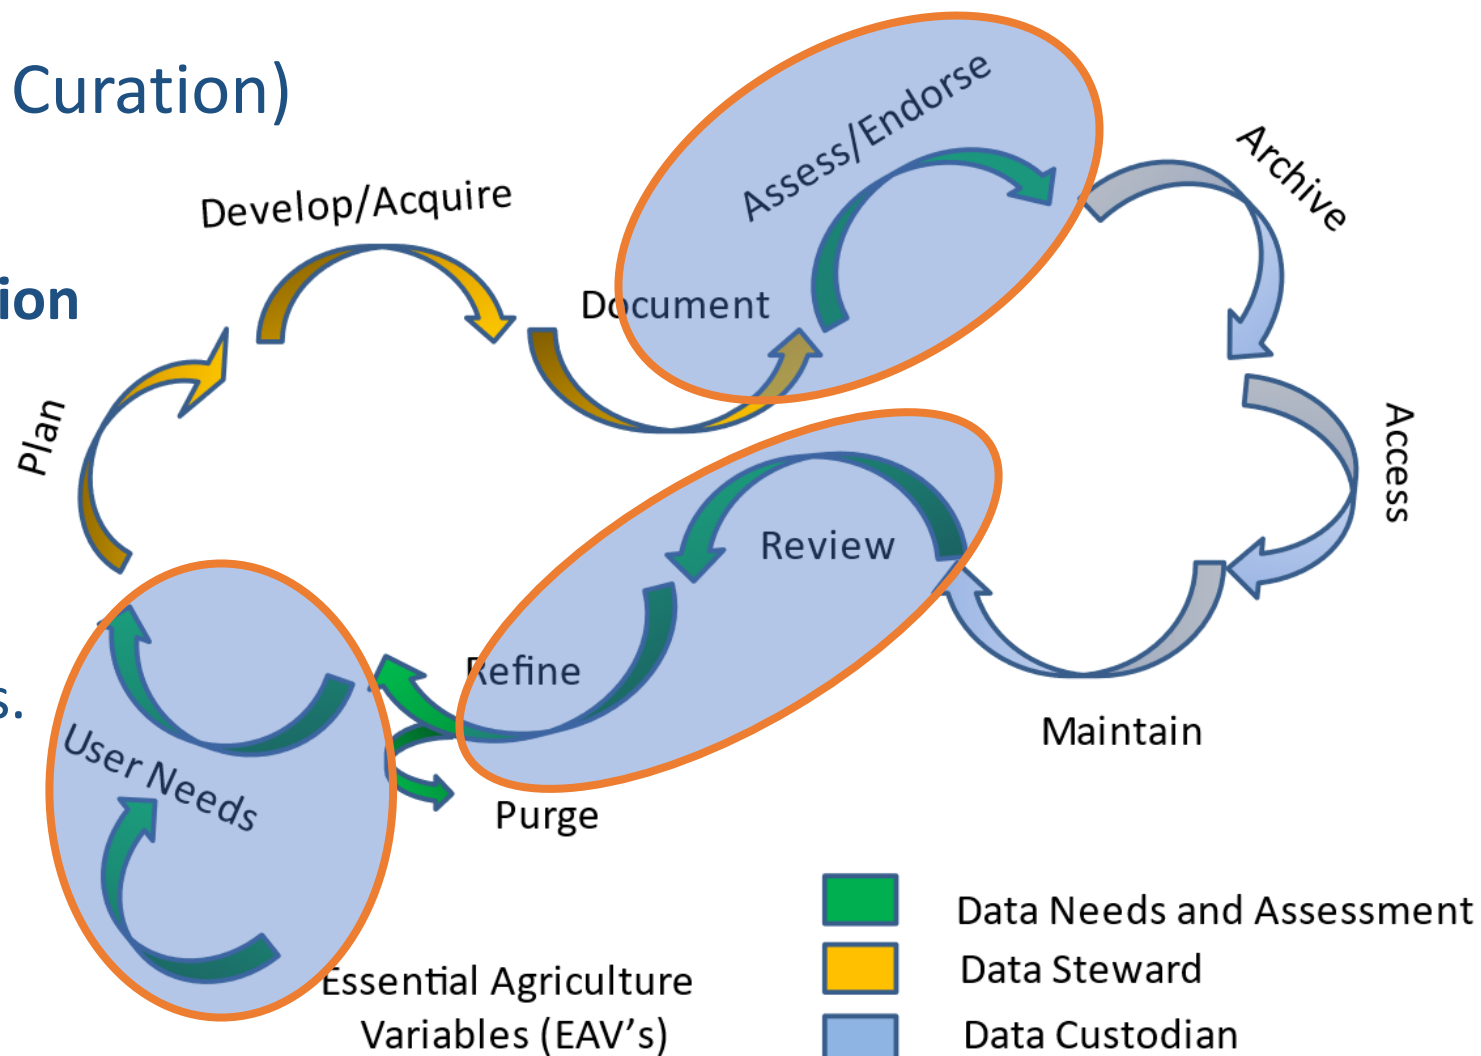 Curation)
Assess/Endorse
Archive
Develop/Acquire
ion
Document
Plan
Access
Review
Refine
s.
User Needs
Maintain
Purge
Data Needs and Assessment
Essential Agriculture
Variables (EAV’s)
Data Steward
Data Custodian